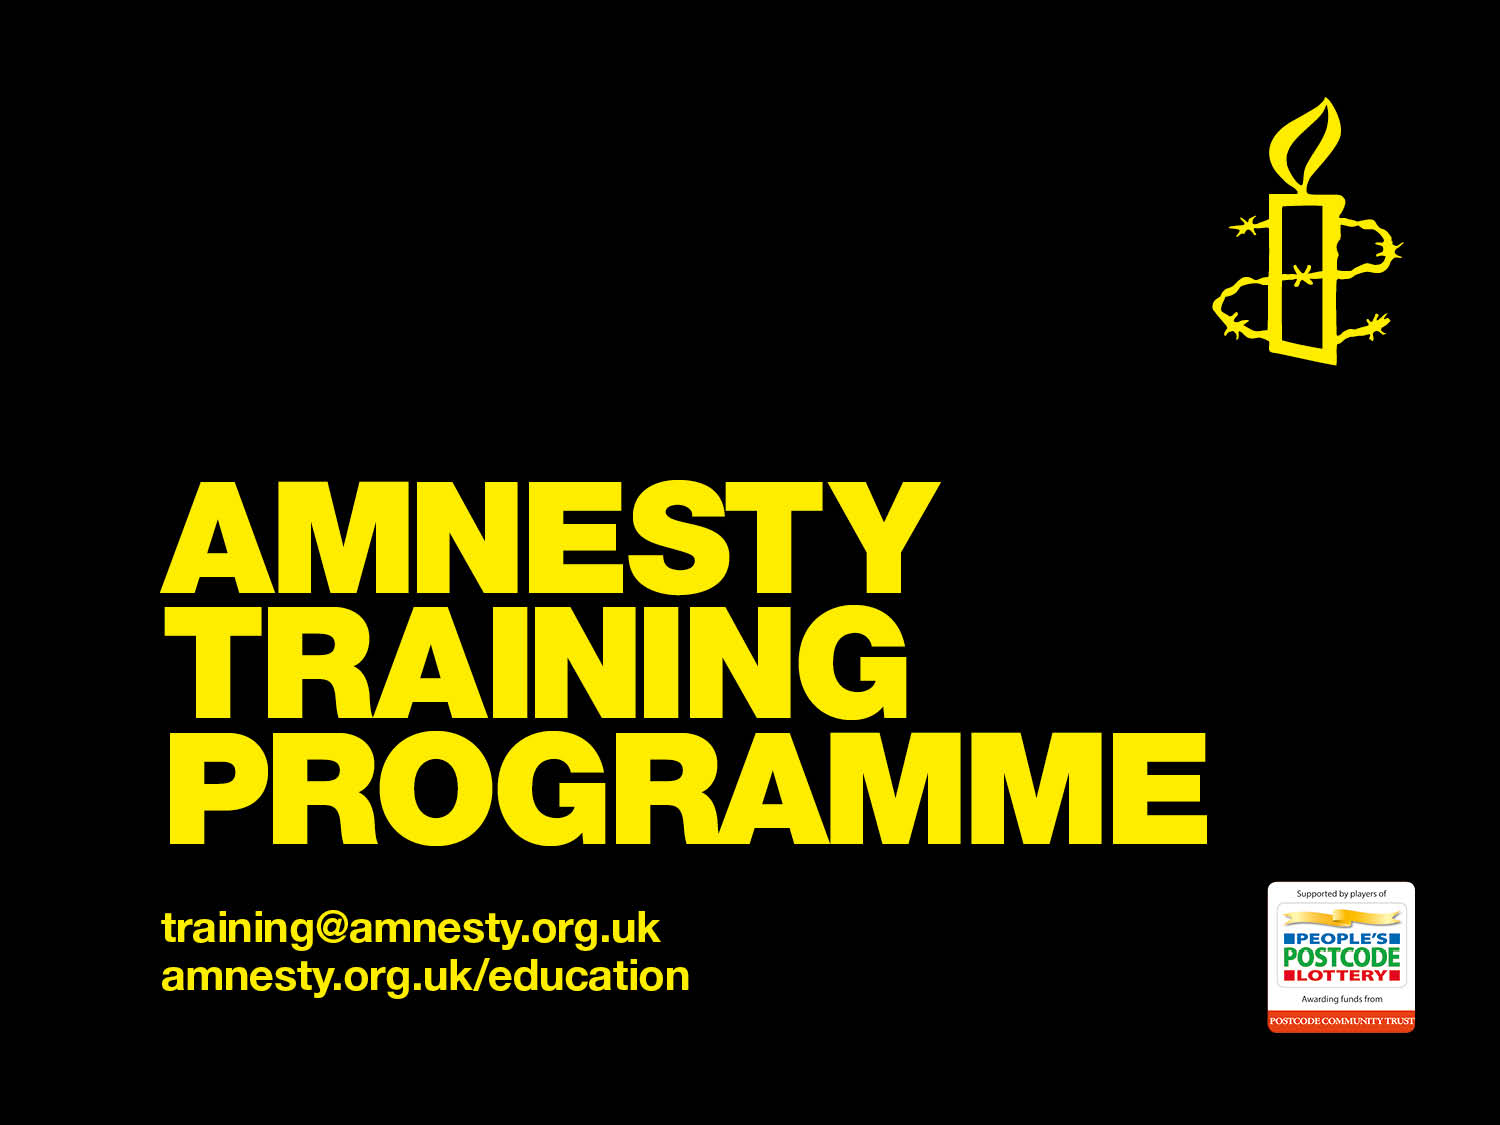 AMNESTY
TRAINING
PROGRAMME
training@amnesty.org.uk
amnesty.org.uk/education
Supported by players of
PEOPLE'S
POSTCODE
LOTTERY
Awarding funds from
POSTCODE COMMUNITY TRUST